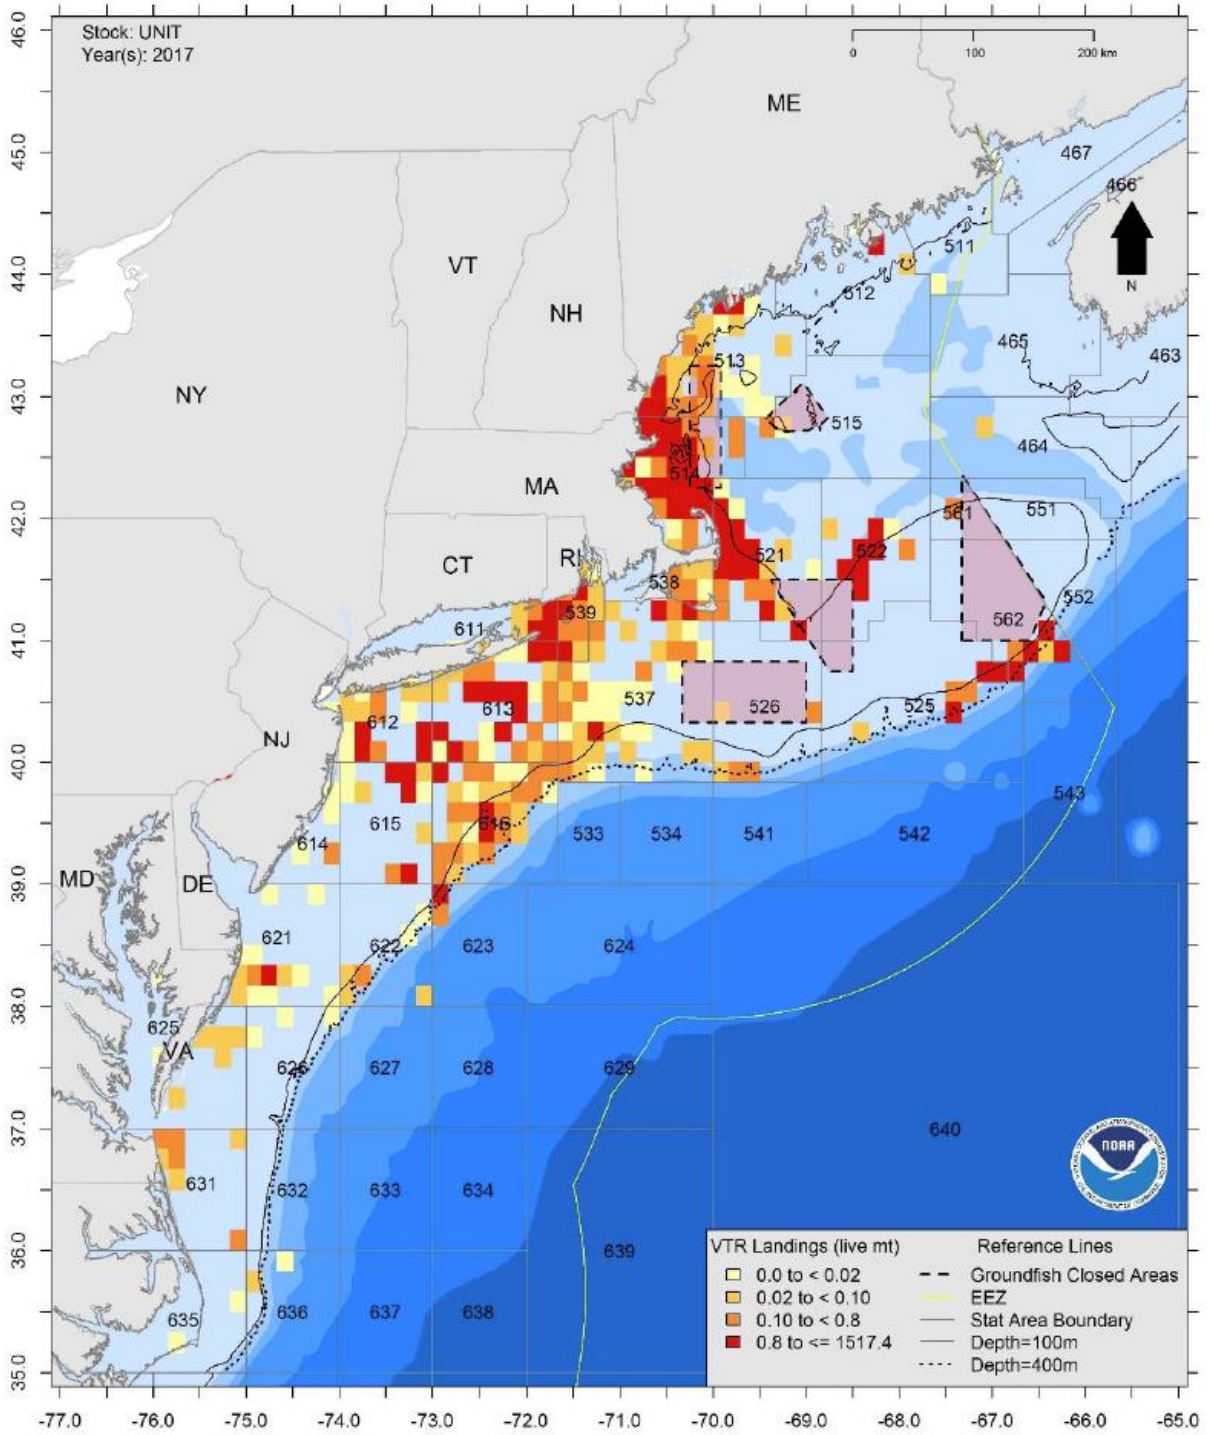 Stock: UNIT
Year(s): 2017
0 100 200 km
46.0
45.0
44.0
43.0
42.0
41.0
40.0
39.0
38.0
37.0
36.0
35.0
ME
467
466
511
N
VT
512
NH
465
463
513
NY
515
464
514
MA
561
551
521
522
RI
CT
538
552
539
562
611
537
526
525
613
612
NJ
543
615
616
533
534
541
542
614
MD
DE
621
622
623
624
625
VA
626
627
628
629
640
NOAA
631
632
633
634
639
635
636
637
638
VTR Landings (live mt)
0.0 to < 0.02
0.02 to < 0.10
0.10 to < 0.8
0.8 to <= 1517.4
Reference Lines
Groundfish Closed Areas
EEZ
Stat Area Boundary
Depth=100m
Depth=400m
-77.0 -76.0 -75.0 -74.0 -73.0 -72.0 -71.0 -70.0 -69.0 -68.0 -67.0 -66.0 -65.0